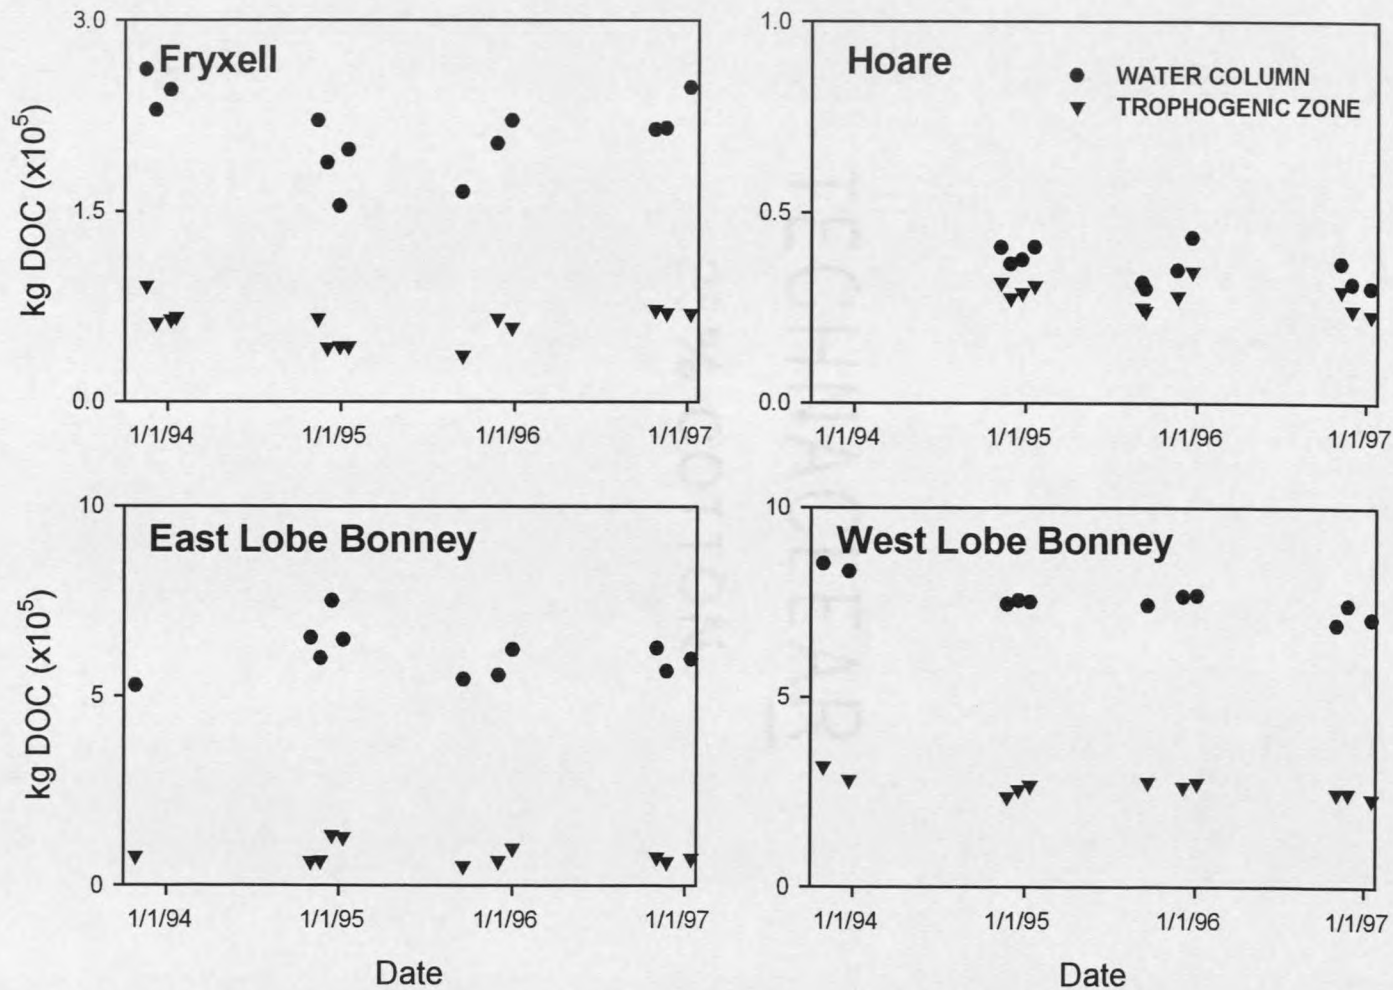 Fryxell
3.0
1.5
0.0
kg DOC (x10⁵)
1/1/94
1/1/95
1/1/96
1/1/97
Hoare
WATER COLUMN
TROPHOGENIC ZONE
1.0
0.5
0.0
1/1/94
1/1/95
1/1/96
1/1/97
East Lobe Bonney
10
5
0
kg DOC (x10⁵)
1/1/94
1/1/95
1/1/96
1/1/97
Date
West Lobe Bonney
10
5
0
1/1/94
1/1/95
1/1/96
1/1/97
Date